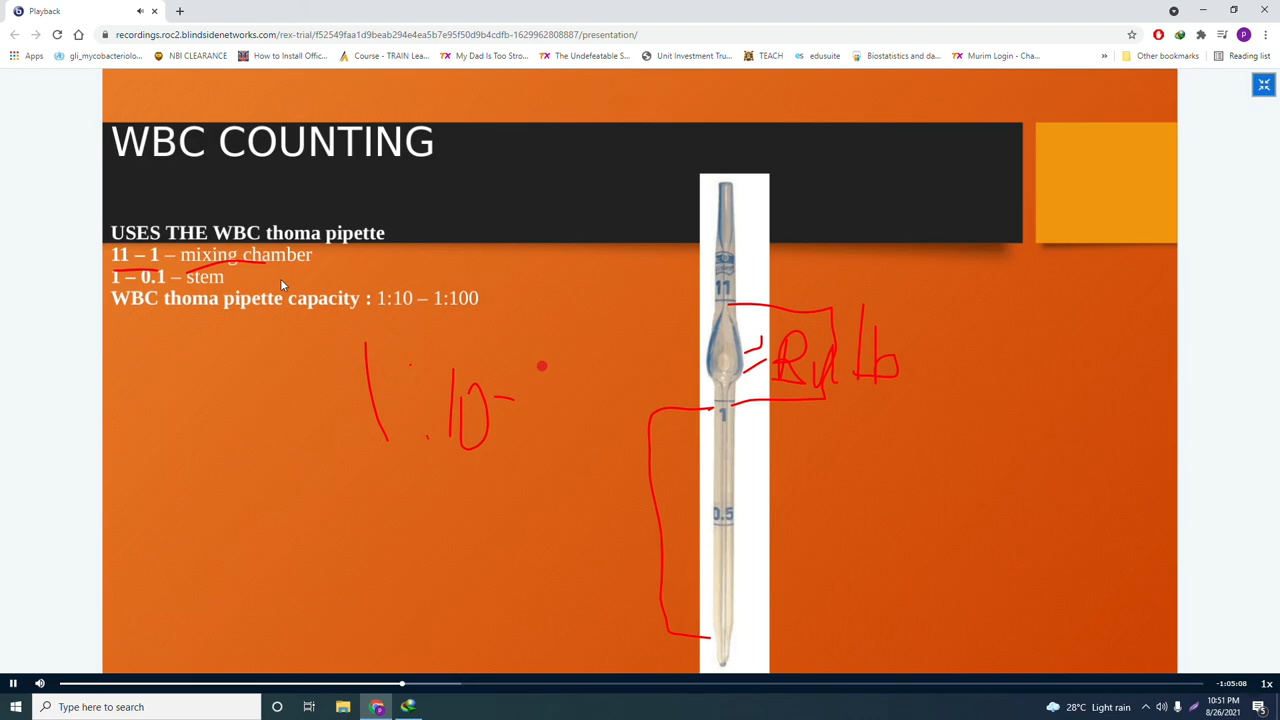 Playback
recordings.roc2.blindsidenetworks.com/rex-trial/f52549faa1d9beab294e4ea5b7e95f50d9b4cdfb-1629962808887/presentation/
Apps gli_mycobacteriolo... NBI CLEARANCE How to Install Offic... Course - TRAIN Lea... My Dad Is Too Stro... The Undefeatable S... Unit Investment Tru... TEACH edusuite Biostatistics and da... Murim Login - Cha... » Other bookmarks Reading list
WBC COUNTING
USES THE WBC thoma pipette
11 – 1 – mixing chamber
1 – 0.1 – stem
WBC thoma pipette capacity : 1:10 – 1:100
11
Bulb
1:10-
1
0.5
-1:05:08 1x
Type here to search
28°C Light rain
10:51 PM
8/26/2021
5